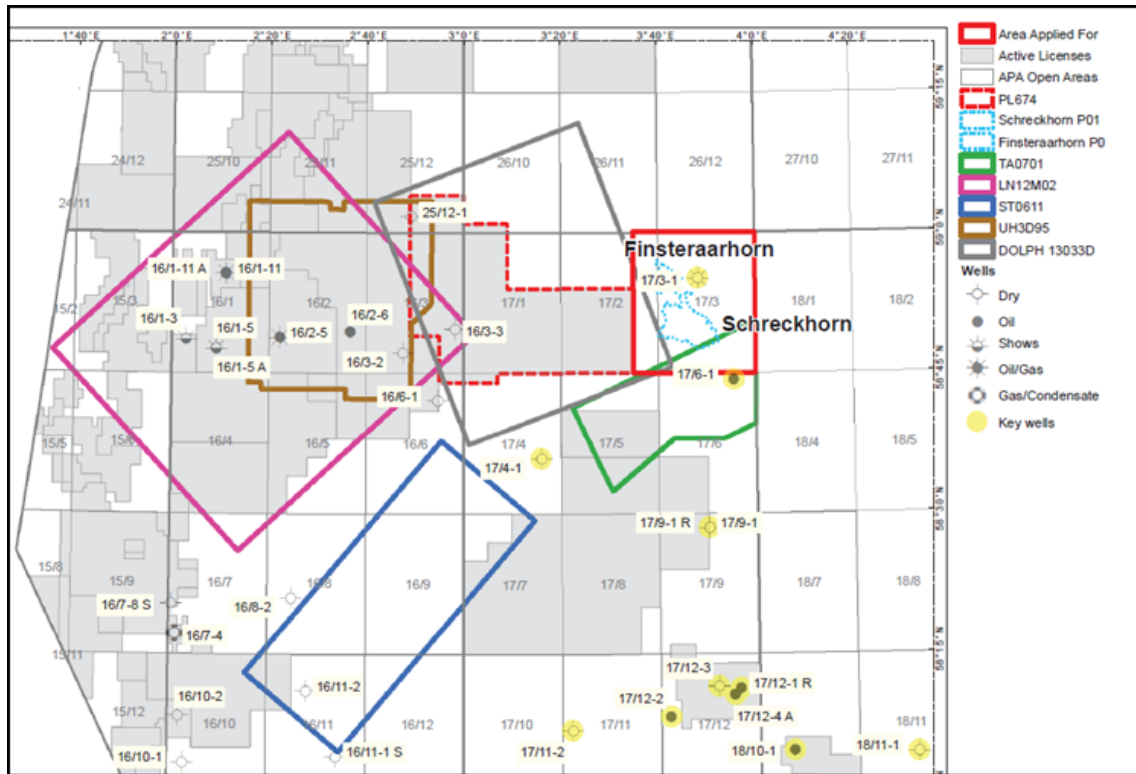 1°40' 2°0' 2°20' 2°40' 3°0' 3°20' 3°40' 4°0' 4°20'
59°15'N
24/12 25/10 25/11 25/12 26/10 26/11 26/12 27/10 27/11
24/11
25/12-1
59°0'N
Finsteraarhorn
16/1-11 A 16/1-11 17/3-1
15/2 15/3 16/1 16/2 16/3 17/1 17/2 17/3 18/1 18/2
16/1-3 16/1-5 16/2-5 16/2-6 16/3-3 Schreckhorn
16/1-5 A 16/3-2
58°45'N
16/6-1 17/6-1
15/5 15/6 16/4 16/5 16/6 17/4 17/5 17/6 18/4 18/5
17/4-1
58°30'N
17/9-1 R 17/9-1
15/8 15/9 16/7 16/8 16/9 17/7 17/8 17/9 18/7 18/8
16/7-8 S 16/8-2
16/7-4
58°15'N
15/11
17/12-3
17/12-1 R
16/10-2 16/11-2 17/12-2
17/12-4 A
15/12 16/10 16/11 16/12 17/10 17/11 17/12 18/11
16/10-1 16/11-1 S 17/11-2 18/10-1 18/11-1
Area Applied For
Active Licenses
APA Open Areas
PL674
Schreckhorn P01
Finsteraarhorn P0
TA0701
LN12M02
ST0611
UH3D95
DOLPH 13033D
Wells
Dry
Oil
Shows
Oil/Gas
Gas/Condensate
Key wells